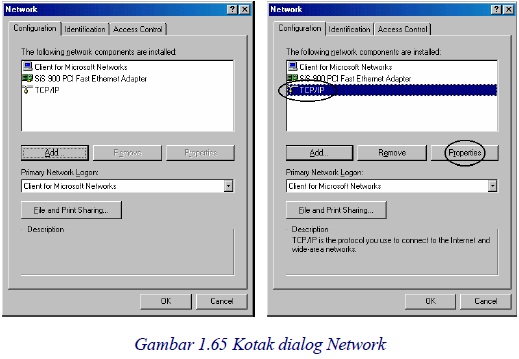 Network
Configuration Identification Access Control
The following network components are installed:
Client for Microsoft Networks
SiS 900 PCI Fast Ethernet Adapter
TCP/IP
Add... Remove Properties
Primary Network Logon:
Client for Microsoft Networks
File and Print Sharing...
Description
OK Cancel
Network
Configuration Identification Access Control
The following network components are installed:
Client for Microsoft Networks
SiS 900 PCI Fast Ethernet Adapter
TCP/IP
Add... Remove Properties
Primary Network Logon:
Client for Microsoft Networks
File and Print Sharing...
Description
TCP/IP is the protocol you use to connect to the Internet and
wide-area networks.
OK Cancel
Gambar 1.65 Kotak dialog Network